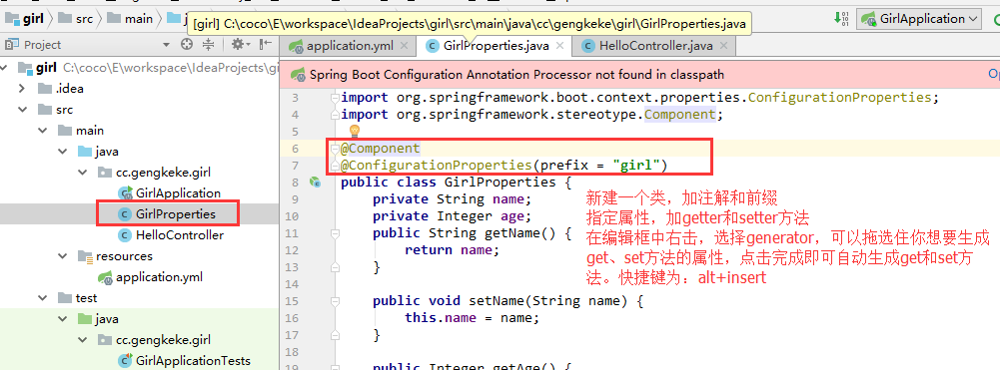 [girl] C:\coco\E\workspace\IdeaProjects\girl\src\main\java\cc\gengkeke\girl\GirlProperties.java
girl
src
main
GirlApplication
Project
application.yml
GirlProperties.java
HelloController.java
girl C:\coco\E\workspace\IdeaProjects\gi
.idea
src
main
java
cc.gengkeke.girl
GirlApplication
GirlProperties
HelloController
resources
application.yml
test
java
cc.gengkeke.girl
GirlApplicationTests
Spring Boot Configuration Annotation Processor not found in classpath
3 import org.springframework.boot.context.properties.ConfigurationProperties;
4 import org.springframework.stereotype.Component;
5
6 @Component
7 @ConfigurationProperties(prefix = "girl")
8 public class GirlProperties {
9 private String name;
10 private Integer age;
11 public String getName() {
12 return name;
13 }
14
15 public void setName(String name) {
16 this.name = name;
17 }
18
public Integer getAge() {
新建一个类，加注解和前缀
指定属性，加getter和setter方法
在编辑框中右击，选择generator，可以拖选住你想要生成
get、set方法的属性，点击完成即可自动生成get和set方
法。快捷键为：alt+insert